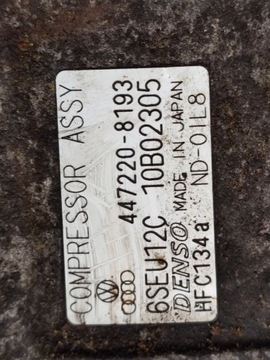 COMPRESSOR ASSY
447220-8193
6SEU12C 10B02305
DENSO MADE IN JAPAN
HFC134a ND-OIL8